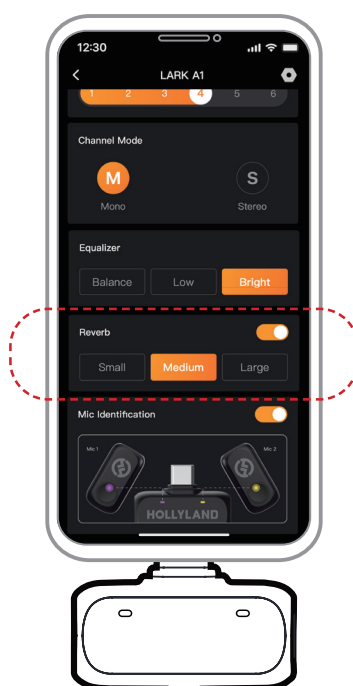 12:30
LARK A1
1 2 3 4 5 6
Channel Mode
M S
Mono Stereo
Equalizer
Balance Low Bright
Reverb
Small Medium Large
Mic Identification
Mic 1 Mic 2
HOLLYLAND